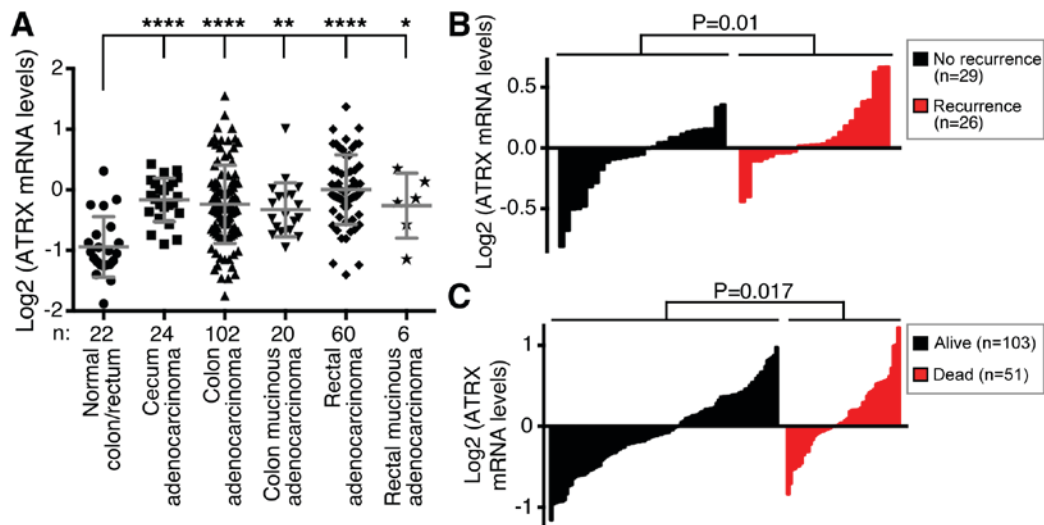 A
**** **** ** **** *
Log2 (ATRX mRNA levels)
2
1
0
-1
-2
n: 22 24 102 20 60 6
Normal
colon/rectum
Cecum
adenocarcinoma
Colon
adenocarcinoma
Colon mucinous
adenocarcinoma
Rectal
adenocarcinoma
Rectal mucinous
adenocarcinoma
B
P=0.01
Log2 (ATRX mRNA levels)
0.5
0.0
-0.5
No recurrence
(n=29)
Recurrence
(n=26)
C
P=0.017
Log2 (ATRX
mRNA levels)
1
0
-1
Alive (n=103)
Dead (n=51)